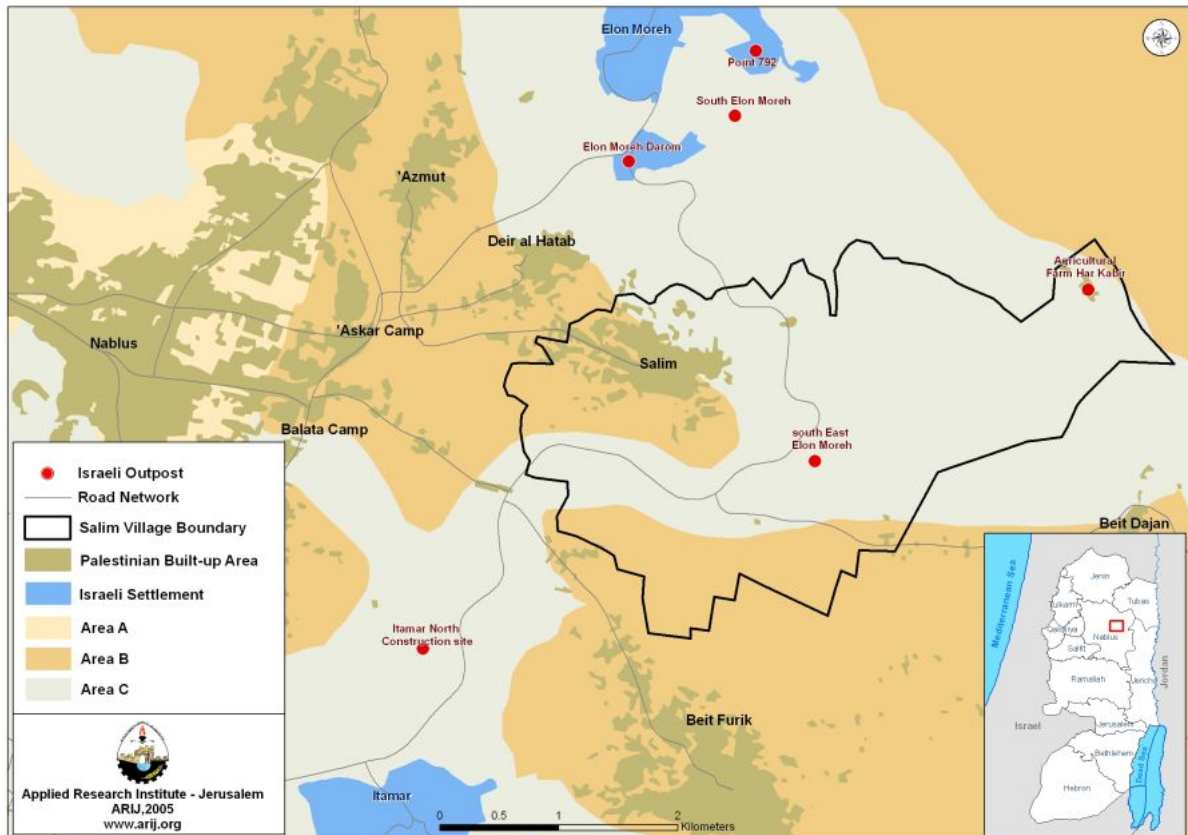 Elon Moreh
Point 792
South Elon Moreh
Elon Moreh Darom
'Azmut
Deir al Hatab
Agricultural
Farm Har Kabir
Nablus
'Askar Camp
Salim
Balata Camp
south East
Elon Moreh
Beit Dajan
Itamar North
Construction site
Beit Furik
Itamar
Israeli Outpost
Road Network
Salim Village Boundary
Palestinian Built-up Area
Israeli Settlement
Area A
Area B
Area C
Applied Research Institute - Jerusalem
ARIJ,2005
www.arij.org
0 0.5 1 2
Kilometers
Mediterranean Sea
Jenin
Tulkarm
Tubas
Nablus
Salfit
Ramallah
Jericho
Jordan
Israel
Jerusalem
Bethlehem
Dead Sea
Hebron